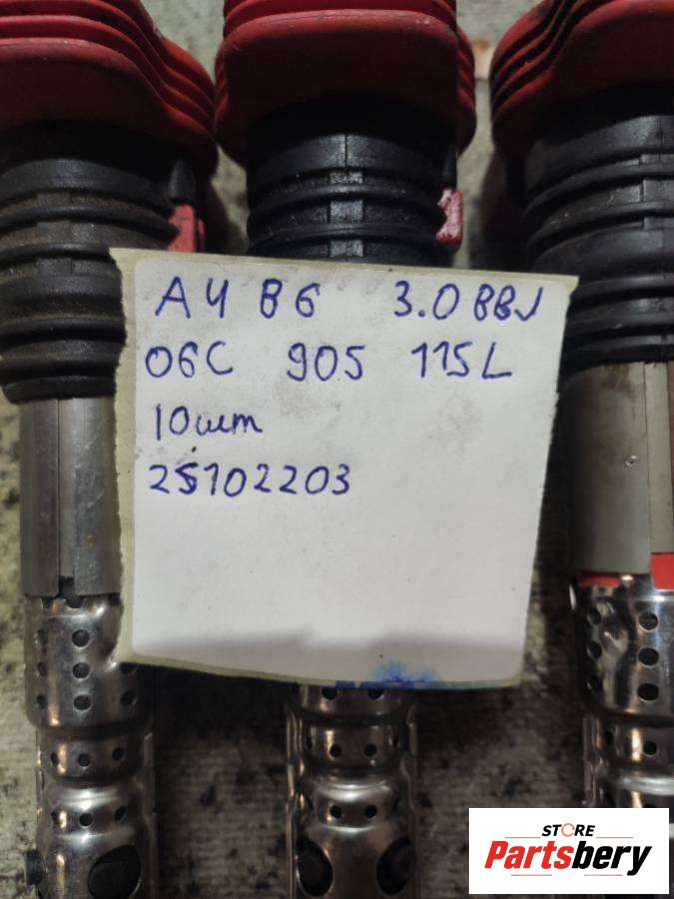 A4 B6 3.0 BBJ
06C 905 115L
10шт
25102203
STORE
Partsbery